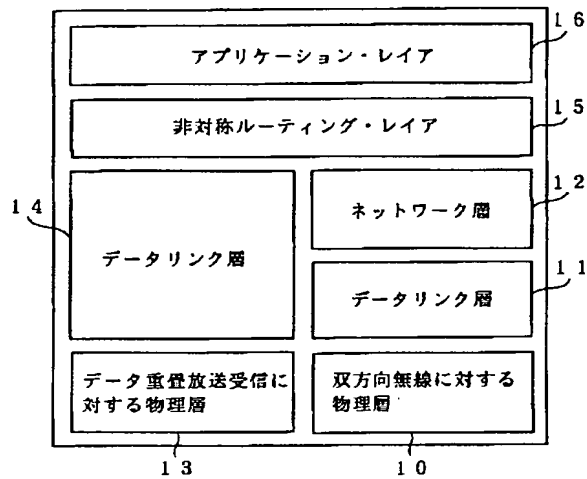 16
アプリケーション・レイア
15
非対称ルーティング・レイア
14
12
ネットワーク層
データリンク層
11
データリンク層
データ重畳放送受信に
対する物理層
双方向無線に対する
物理層
13
10